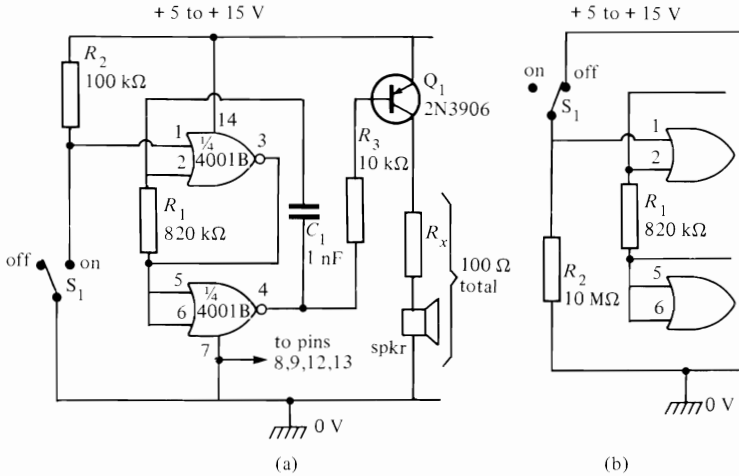 + 5 to + 15 V
R2
100 kΩ
14
1
2
3
¼
4001B
R1
820 kΩ
C1
1 nF
R3
10 kΩ
Q1
2N3906
Rx
100 Ω
total
spkr
off
on
S1
5
6
4
¼
4001B
7
to pins
8,9,12,13
0 V
(a)
+ 5 to + 15 V
on
off
S1
1
2
R1
820 kΩ
R2
10 MΩ
5
6
0 V
(b)